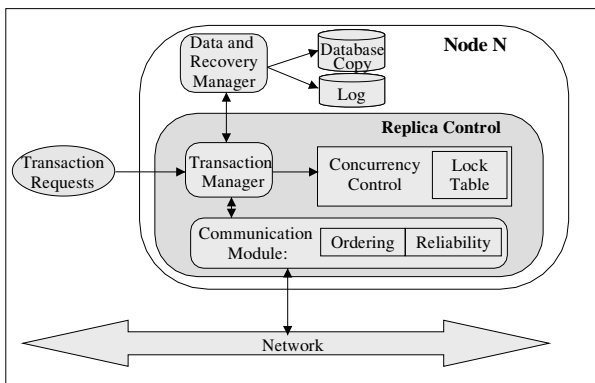 Node N
Data and
Recovery
Manager
Database
Copy
Log
Replica Control
Transaction
Requests
Transaction
Manager
Concurrency
Control
Lock
Table
Communication
Module:
Ordering
Reliability
Network